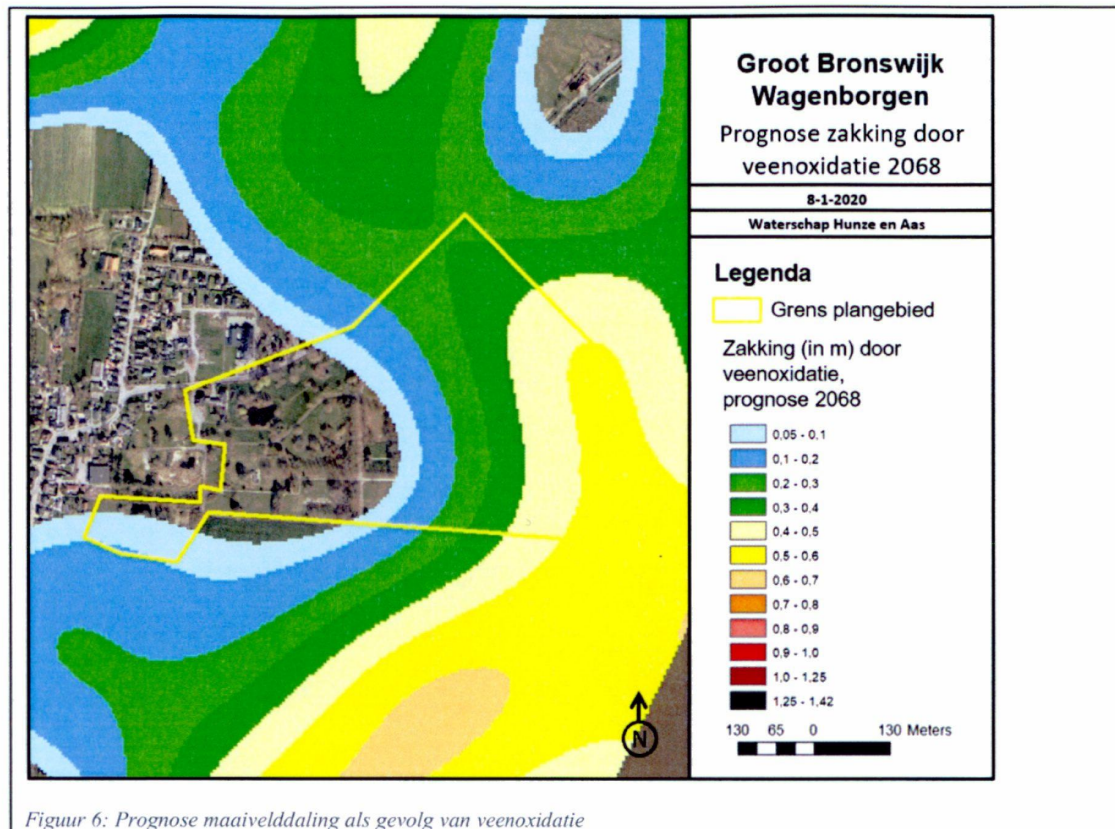 Groot Bronswijk
Wagenborgen
Prognose zakking door
veenoxidatie 2068
8-1-2020
Waterschap Hunze en Aas
Legenda
Grens plangebied
Zakking (in m) door
veenoxidatie,
prognose 2068
0,05 - 0,1
0,1 - 0,2
0,2 - 0,3
0,3 - 0,4
0,4 - 0,5
0,5 - 0,6
0,6 - 0,7
0,7 - 0,8
0,8 - 0,9
0,9 - 1,0
1,0 - 1,25
1,25 - 1,42
130 65 0 130 Meters
N
Figuur 6: Prognose maaivelddaling als gevolg van veenoxidatie